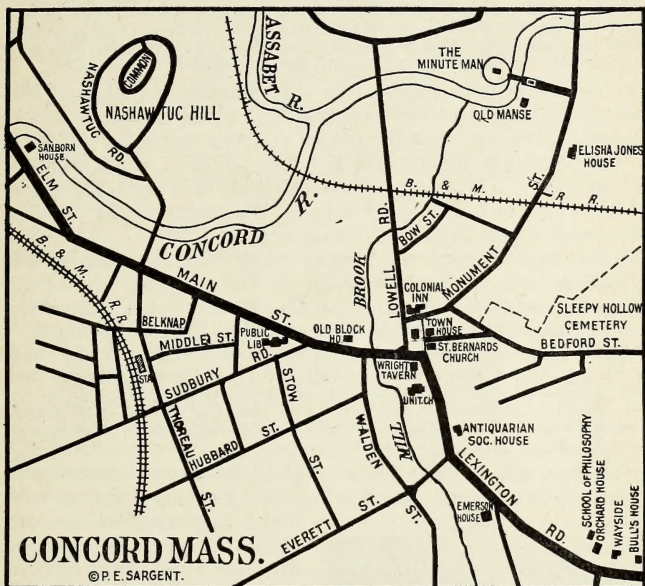 ASSABET R.
THE
MINUTE MAN
OLD MANSE
NASHAWTUC RD.
COMMON
NASHAWTUC HILL
SANBORN
HOUSE
ELM ST.
ELISHA JONES
HOUSE
B. & M. R R.
CONCORD R.
B. & M. R R
MAIN ST.
BROOK
LOWELL RD.
BOW ST.
MONUMENT ST.
COLONIAL
INN
TOWN
HOUSE
SLEEPY HOLLOW
CEMETERY
BEDFORD ST.
BELKNAP
MIDDLE ST.
PUBLIC
LIB
OLD BLOCK
HO
ST. BERNARDS
CHURCH
WRIGHT
TAVERN
UNIT. CH
STA
SUDBURY RD.
STOW ST.
THOREAU ST.
HUBBARD ST.
WALDEN ST.
MILL
ANTIQUARIAN
SOC. HOUSE
LEXINGTON RD.
EVERETT ST.
EMERSON
HOUSE
SCHOOL OF PHILOSOPHY
ORCHARD HOUSE
WAYSIDE
BULL'S HOUSE
CONCORD MASS.
© P. E. SARGENT.